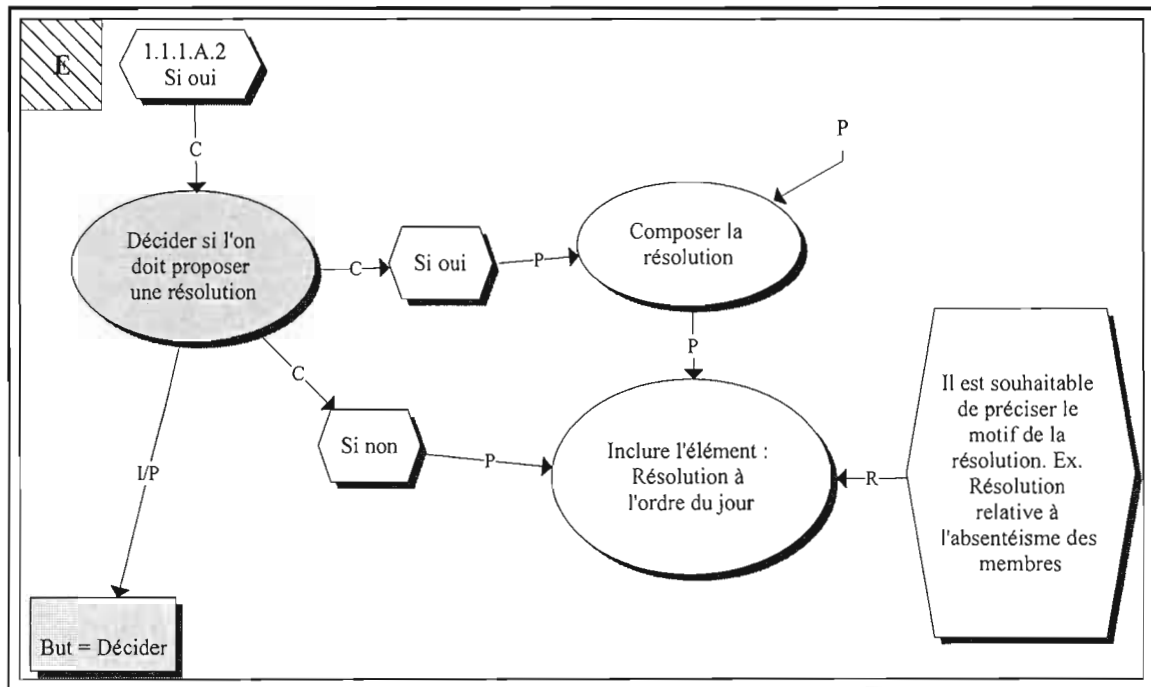 E
1.1.1.A.2
Si oui
C
P
Décider si l'on
doit proposer
une résolution
C
Si oui
P
Composer la
résolution
P
C
Si non
P
Inclure l'élément :
Résolution à
l'ordre du jour
R
Il est souhaitable
de préciser le
motif de la
résolution. Ex.
Résolution
relative à
l'absentéisme des
membres
I/P
But = Décider